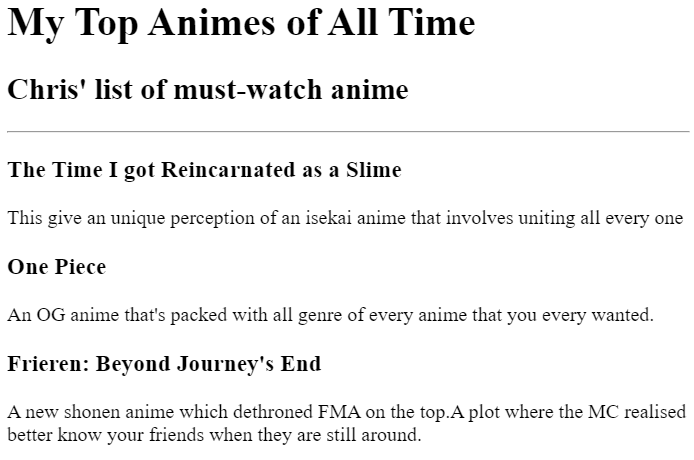 My Top Animes of All Time
Chris' list of must-watch anime
The Time I got Reincarnated as a Slime
This give an unique perception of an isekai anime that involves uniting all every one
One Piece
An OG anime that's packed with all genre of every anime that you every wanted.
Frieren: Beyond Journey's End
A new shonen anime which dethroned FMA on the top.A plot where the MC realised
better know your friends when they are still around.